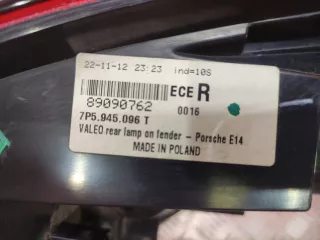 22-11-12 23:23 ind=10S
ECE R
89090762 0016
7P5.945.096 T
VALEO rear lamp on fender - Porsche E14
MADE IN POLAND